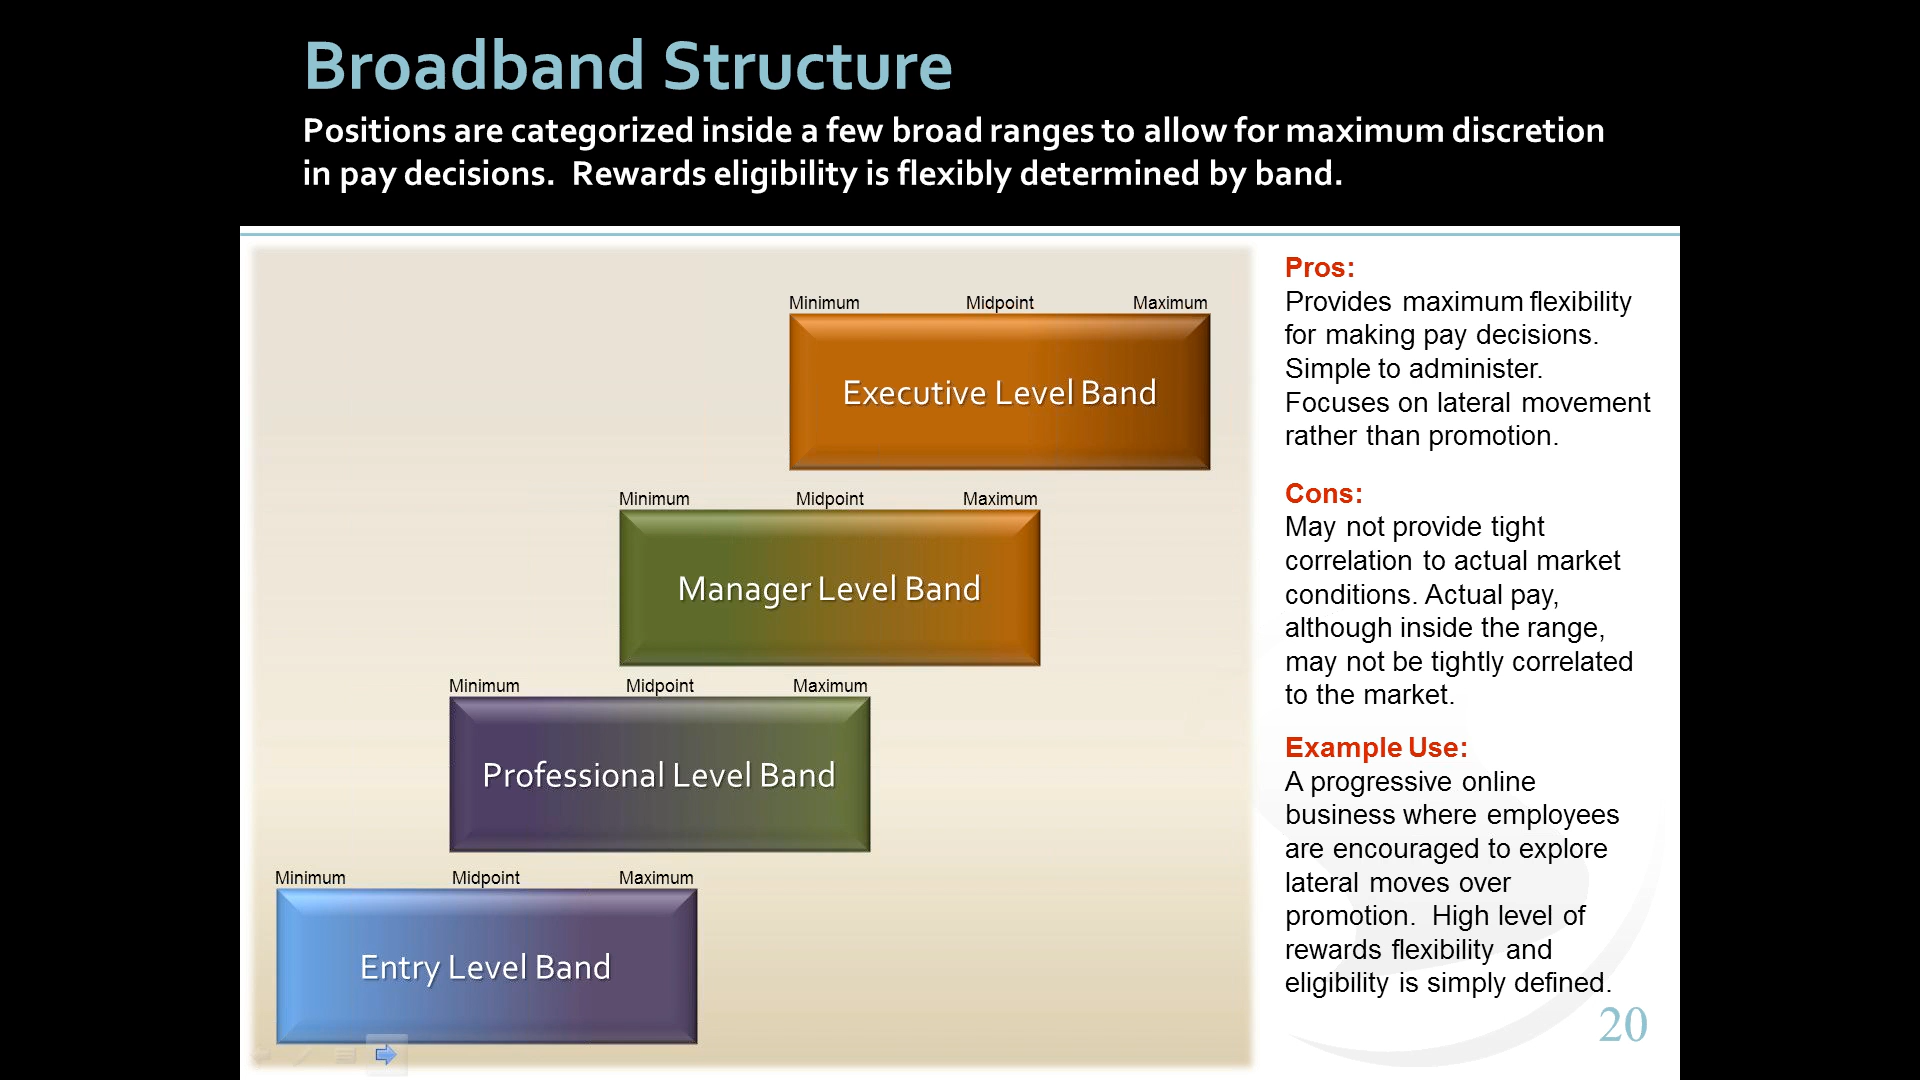 Broadband Structure
Positions are categorized inside a few broad ranges to allow for maximum discretion
in pay decisions.  Rewards eligibility is flexibly determined by band.
Minimum Midpoint Maximum
Executive Level Band
Minimum Midpoint Maximum
Manager Level Band
Minimum Midpoint Maximum
Professional Level Band
Minimum Midpoint Maximum
Entry Level Band
Pros:
Provides maximum flexibility
for making pay decisions.
Simple to administer.
Focuses on lateral movement
rather than promotion.
Cons:
May not provide tight
correlation to actual market
conditions. Actual pay,
although inside the range,
may not be tightly correlated
to the market.
Example Use:
A progressive online
business where employees
are encouraged to explore
lateral moves over
promotion.  High level of
rewards flexibility and
eligibility is simply defined.
20